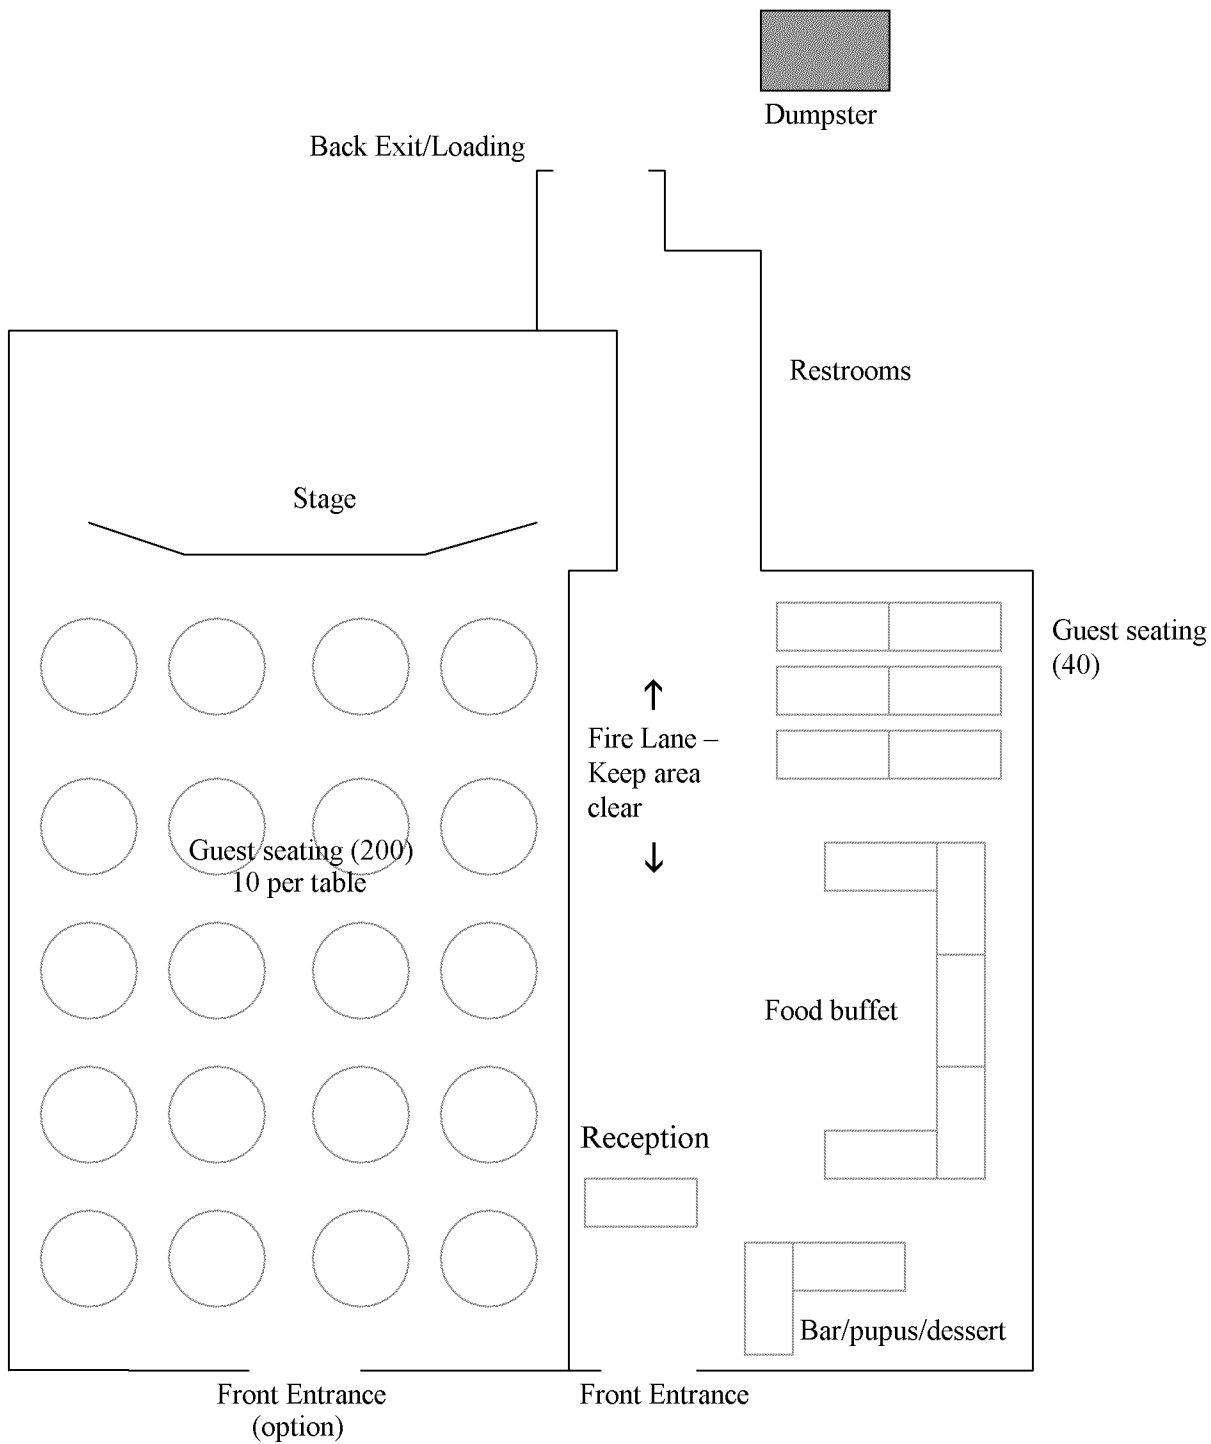 Dumpster
Back Exit/Loading
Restrooms
Stage
Guest seating
(40)
Fire Lane –
Keep area
clear
Guest seating (200)
10 per table
Food buffet
Reception
Bar/pupus/dessert
Front Entrance
(option)
Front Entrance